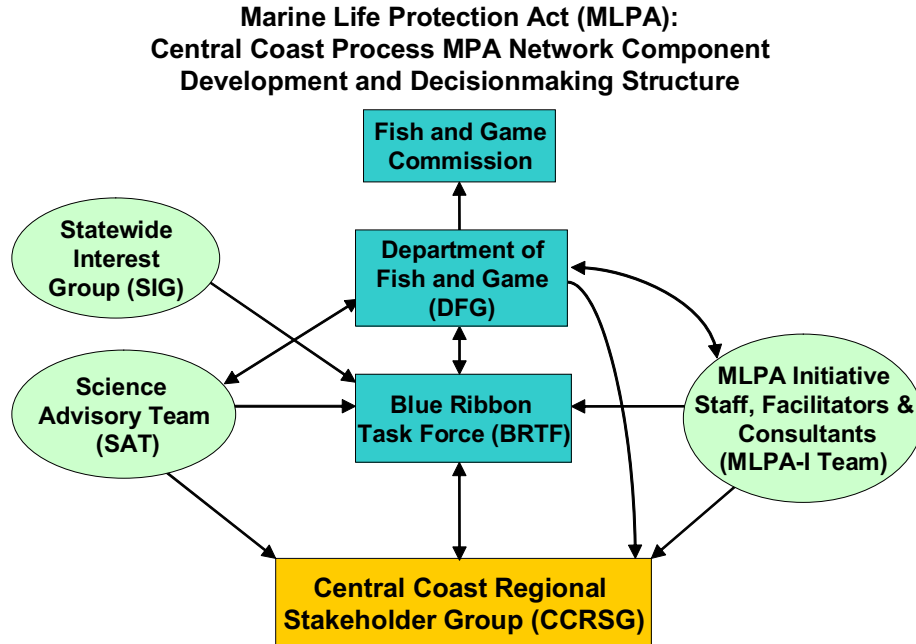 Marine Life Protection Act (MLPA):
Central Coast Process MPA Network Component
Development and Decisionmaking Structure
Fish and Game
Commission
Statewide
Interest
Group (SIG)
Department of
Fish and Game
(DFG)
Science
Advisory Team
(SAT)
Blue Ribbon
Task Force (BRTF)
MLPA Initiative
Staff, Facilitators &
Consultants
(MLPA-I Team)
Central Coast Regional
Stakeholder Group (CCRSG)